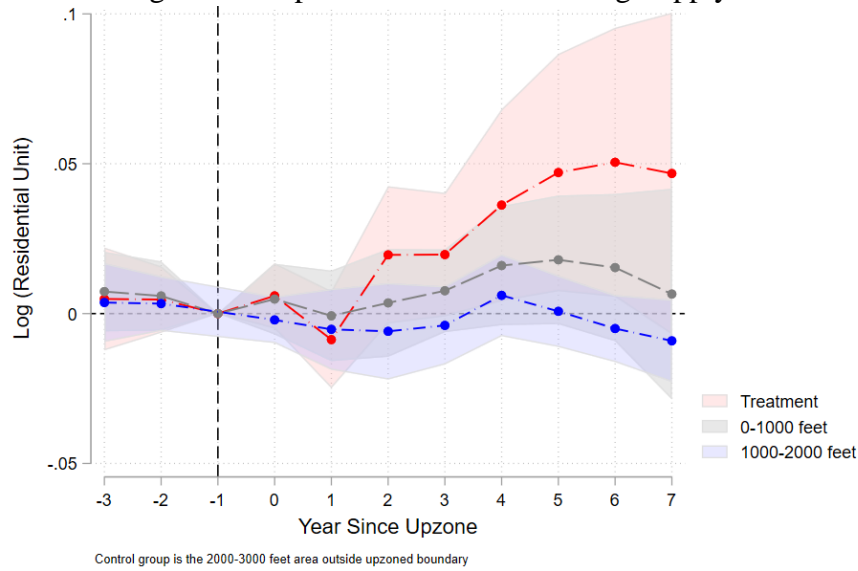 .1
.05
0
-.05
Log (Residential Unit)
-3 -2 -1 0 1 2 3 4 5 6 7
Year Since Upzone
Treatment
0-1000 feet
1000-2000 feet
Control group is the 2000-3000 feet area outside upzoned boundary